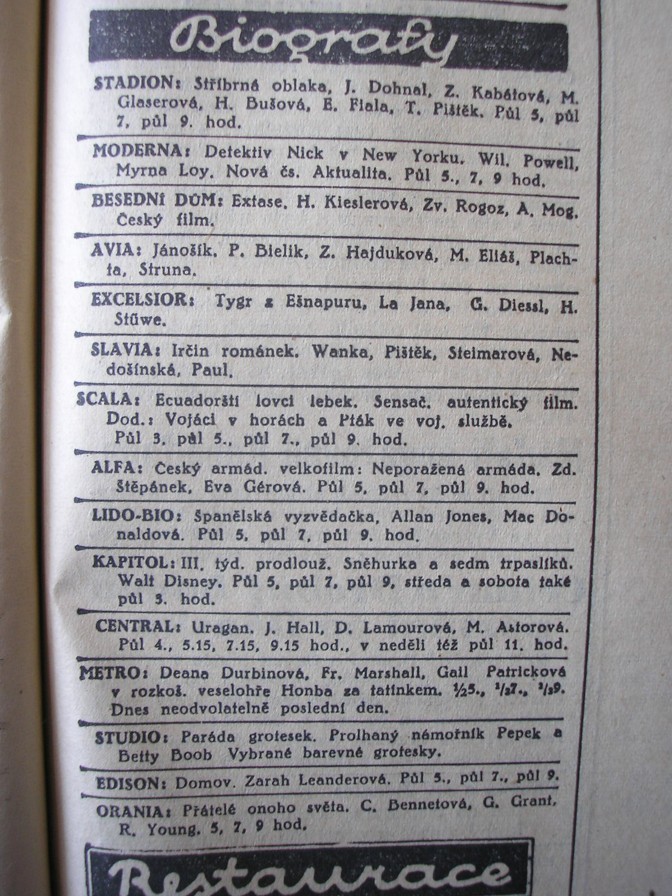 Biografy
STADION: Stříbrná oblaka, J. Dohnal, Z. Kabátová, M.
Glaserová, H. Bušová, E. Fiala, T. Pištěk. Půl 5, půl
7, půl 9. hod.
MODERNA: Detektiv Nick v New Yorku. Wil. Powell,
Myrna Loy. Nová čs. Aktualita. Půl 5., 7, 9 hod.
BESEDNÍ DŮM: Extase. H. Kieslerová, Zv. Rogoz, A. Mog.
Český film.
AVIA: Jánošík. P. Bielik, Z. Hajduková, M. Eliáš, Plach-
ta, Struna.
EXCELSIOR: Tygr z Ešnapuru, La Jana, G. Diessl, H.
Stüwe.
SLAVIA: Irčin románek. Wanka, Pištěk, Steimarová, Ne-
došínská, Paul.
SCALA: Ecuadoršti lovci lebek. Sensač. autentický film.
Dod.: Vojáci v horách a Pták ve voj. službě.
Půl 3. půl 5., půl 7., půl 9. hod.
ALFA: Český armád. velkofilm: Neporažená armáda. Zd.
Štěpánek, Eva Gérová. Půl 5, půl 7, půl 9. hod.
LIDO-BIO: Španělská vyzvědačka, Allan Jones, Mac Do-
naldová. Půl 5, půl 7, půl 9. hod.
KAPITOL: III. týd. prodlouž. Sněhurka a sedm trpaslíků.
Walt Disney. Půl 5, půl 7, půl 9, středa a sobota také
půl 3. hod.
CENTRAL: Uragan. J. Hall, D. Lamourová, M. Astorová.
Půl 4., 5.15, 7.15, 9.15 hod., v neděli též půl 11. hod.
METRO: Deana Durbinová, Fr. Marshall, Gail Patricková
v rozkoš. veselohře Honba za tatínkem. ½5., ½7., ½9.
Dnes neodvolatelně poslední den.
STUDIO: Paráda grotesek. Prolhaný námořník Pepek a
Betty Boob Vybrané barevné grotesky.
EDISON: Domov. Zarah Leanderová. Půl 5., půl 7., půl 9.
ORANIA: Přátelé onoho světa. C. Bennetová, G. Grant,
R. Young. 5, 7, 9 hod.
Restaurace